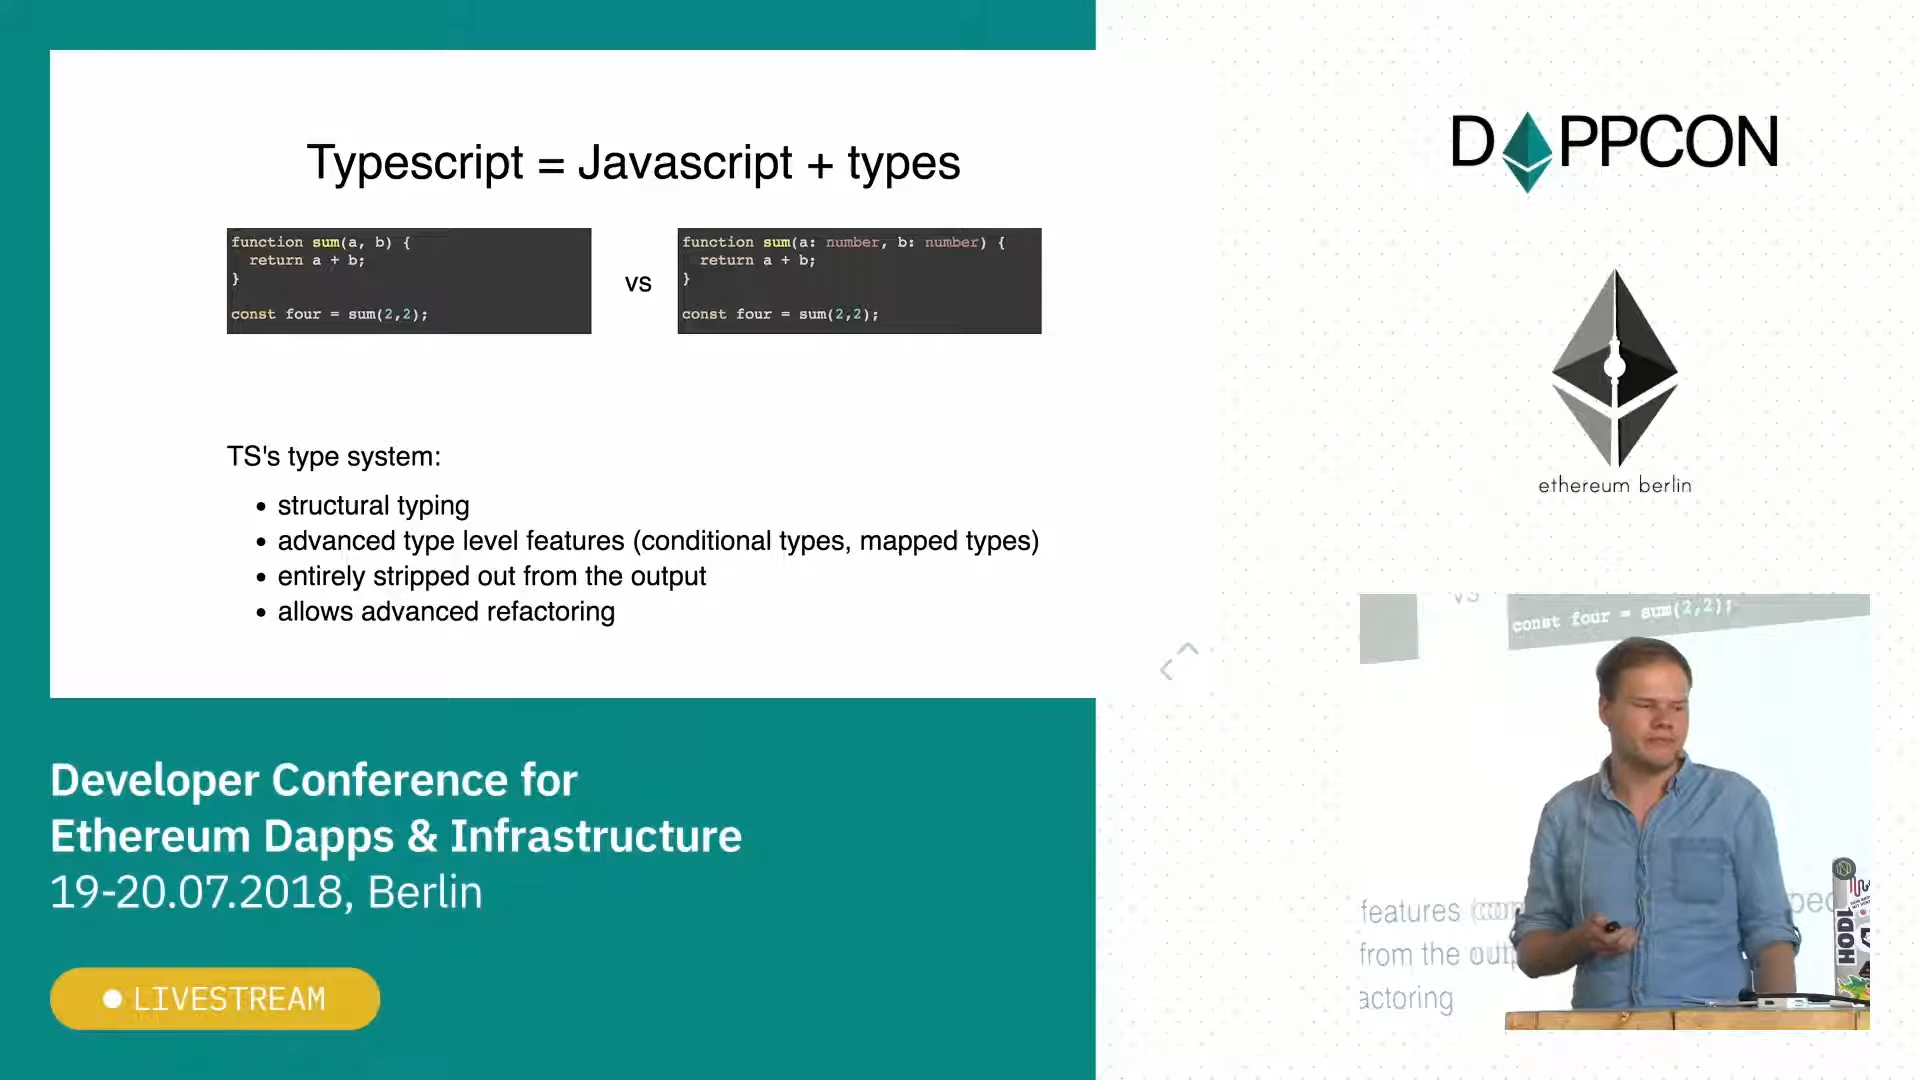 Typescript = Javascript + types
function sum(a, b) {
return a + b;
}
const four = sum(2,2);
vs
function sum(a: number, b: number) {
return a + b;
}
const four = sum(2,2);
TS's type system:
• structural typing
• advanced type level features (conditional types, mapped types)
• entirely stripped out from the output
• allows advanced refactoring
Developer Conference for
Ethereum Dapps & Infrastructure
19-20.07.2018, Berlin
LIVESTREAM
DAPPCON
ethereum berlin
vs
const four = sum(2,2);
features
from the
actoring
HODL